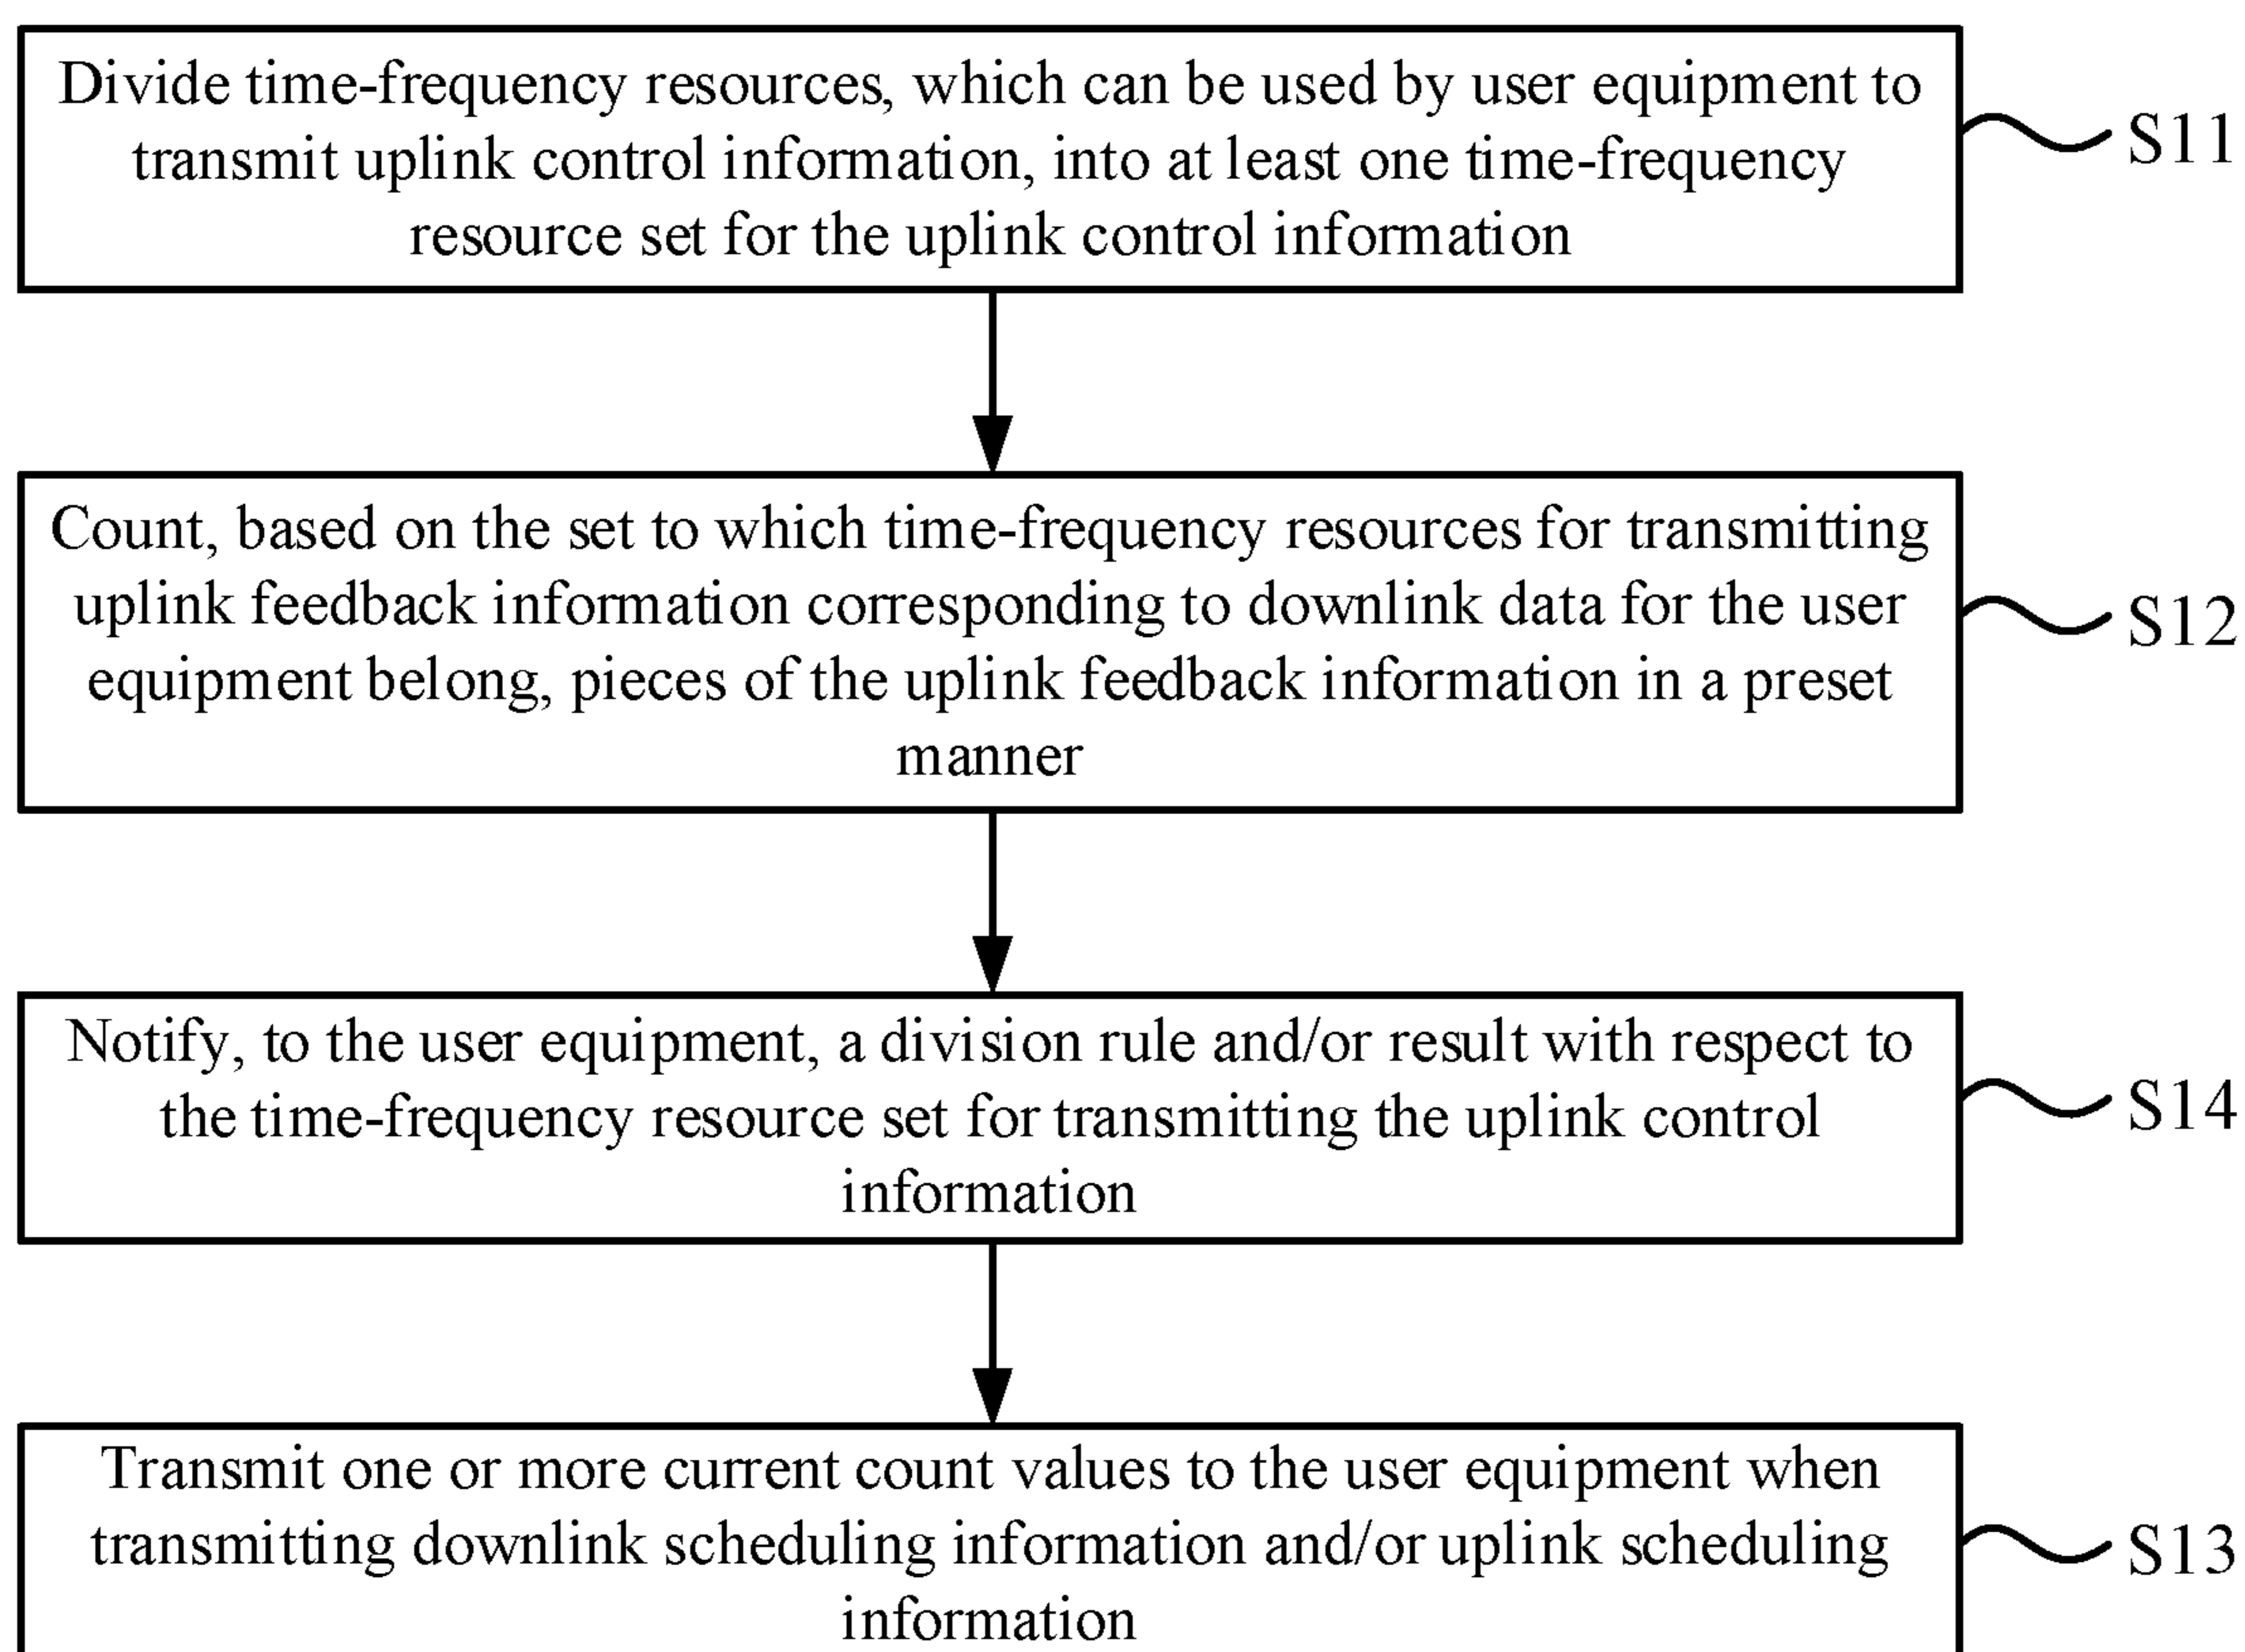 Divide time-frequency resources, which can be used by user equipment to
transmit uplink control information, into at least one time-frequency
resource set for the uplink control information
S11
Count, based on the set to which time-frequency resources for transmitting
uplink feedback information corresponding to downlink data for the user
equipment belong, pieces of the uplink feedback information in a preset
manner
S12
Notify, to the user equipment, a division rule and/or result with respect to
the time-frequency resource set for transmitting the uplink control
information
S14
Transmit one or more current count values to the user equipment when
transmitting downlink scheduling information and/or uplink scheduling
information
S13